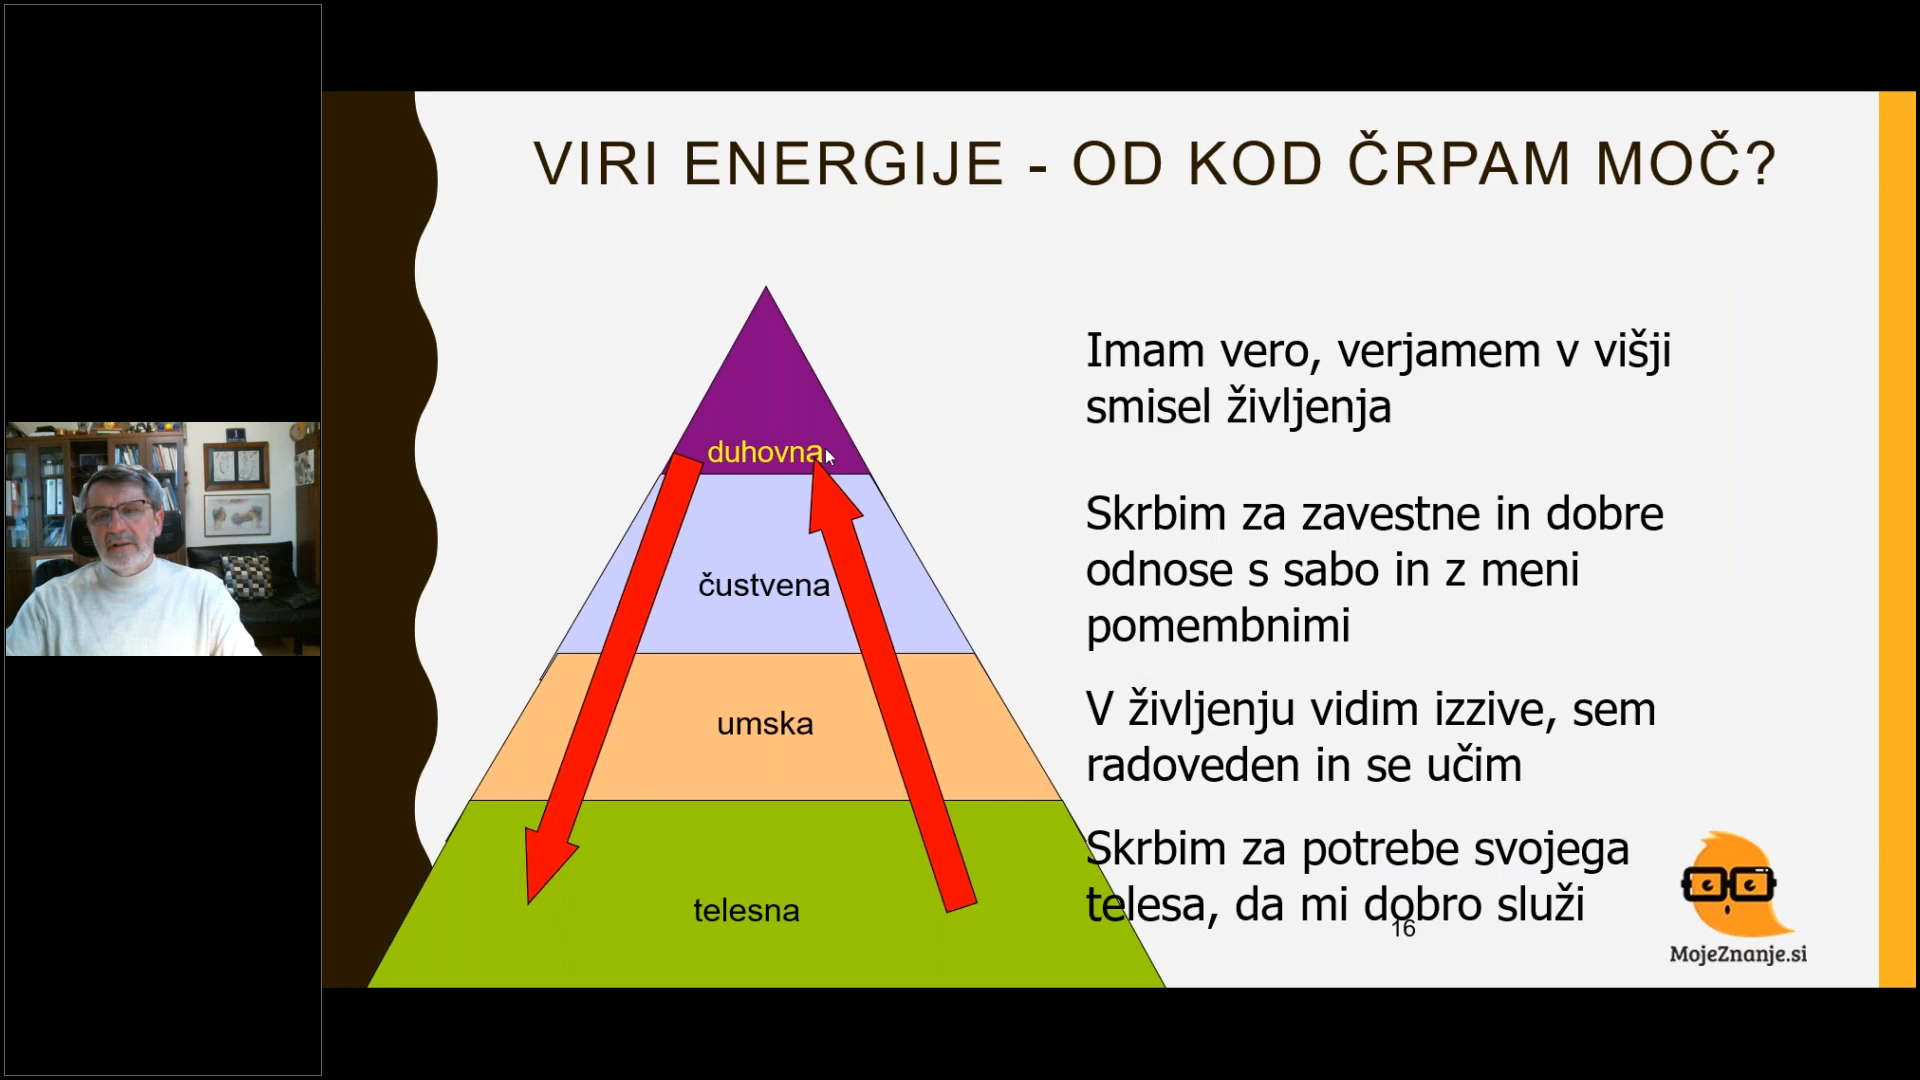 VIRI ENERGIJE - OD KOD ČRPAM MOČ?
duhovna
čustvena
umska
telesna
Imam vero, verjamem v višji
smisel življenja
Skrbim za zavestne in dobre
odnose s sabo in z meni
pomembnimi
V življenju vidim izzive, sem
radoveden in se učim
Skrbim za potrebe svojega
telesa, da mi dobro služi
16
MojeZnanje.si